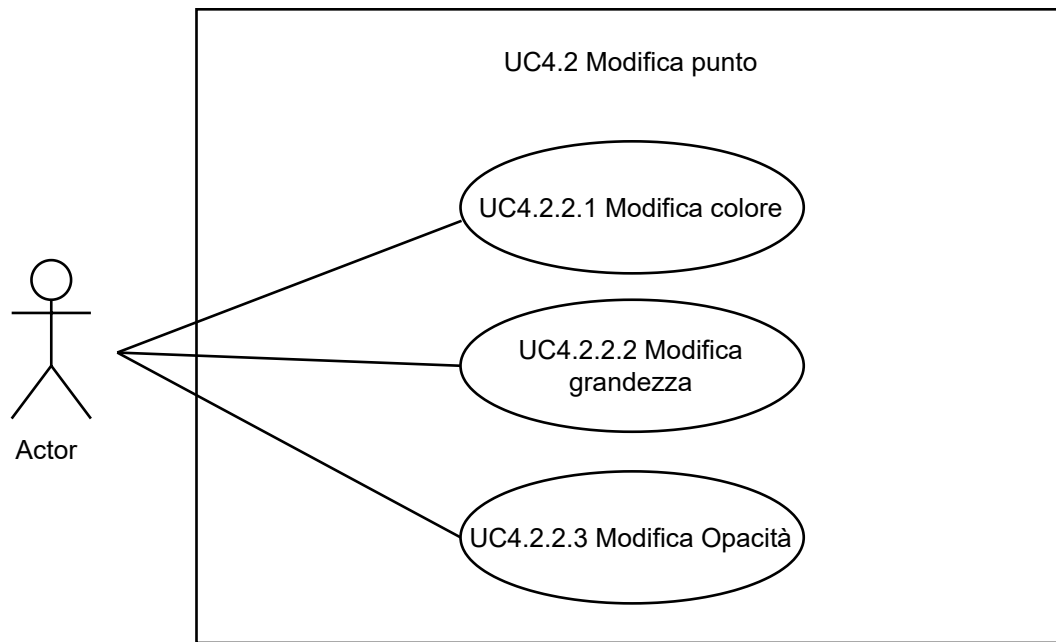 UC4.2 Modifica punto
UC4.2.2.1 Modifica colore
UC4.2.2.2 Modifica
grandezza
Actor
UC4.2.2.3 Modifica Opacità